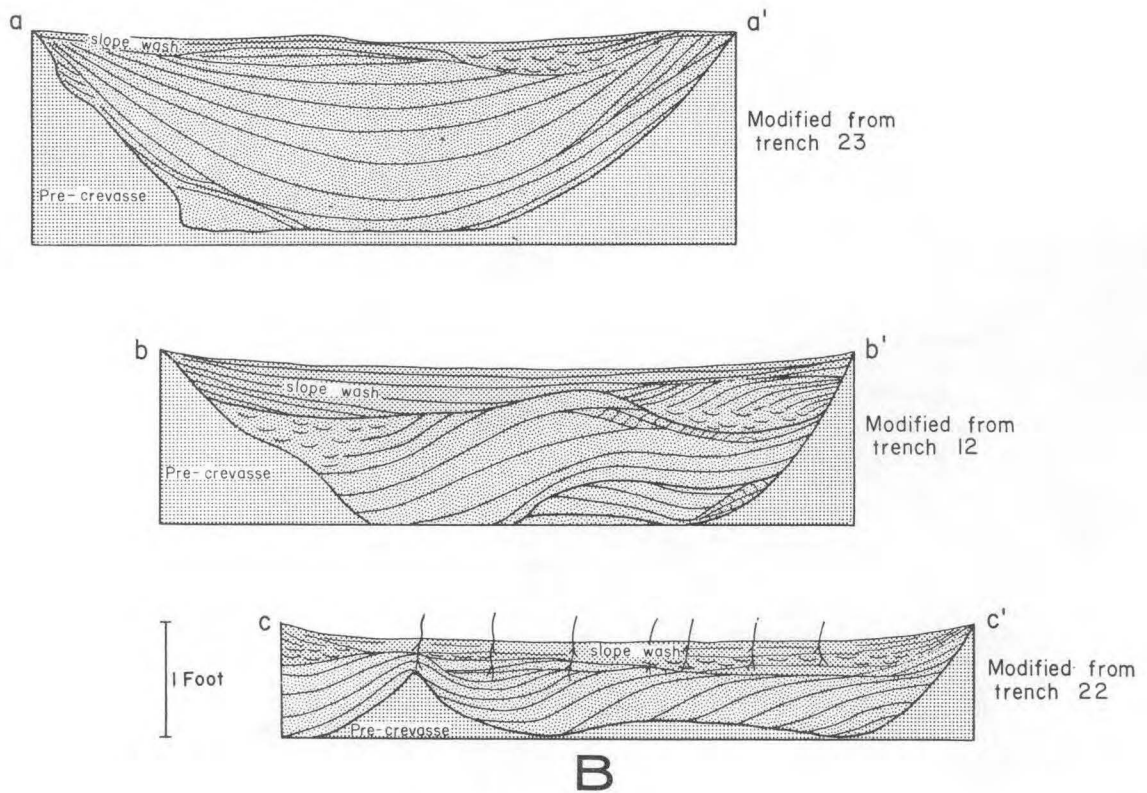 a a'
slope wash
Modified from
trench 23
Pre-crevasse
b b'
slope wash
Modified from
trench 12
Pre-crevasse
c c'
slope wash
1 Foot
Modified from
trench 22
Pre-crevasse
B